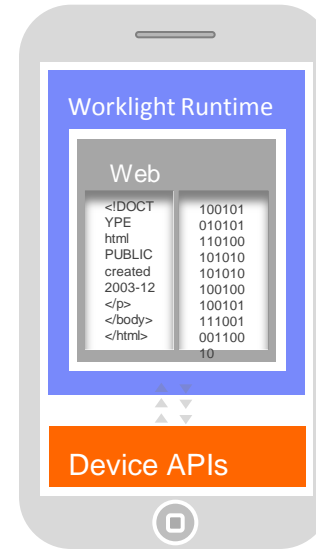 Worklight Runtime
Web
<!DOCT
YPE
html
PUBLIC
created
2003-12
</p>
</body>
</html>
100101
010101
110100
101010
101010
100100
100101
111001
001100
10
Device APIs